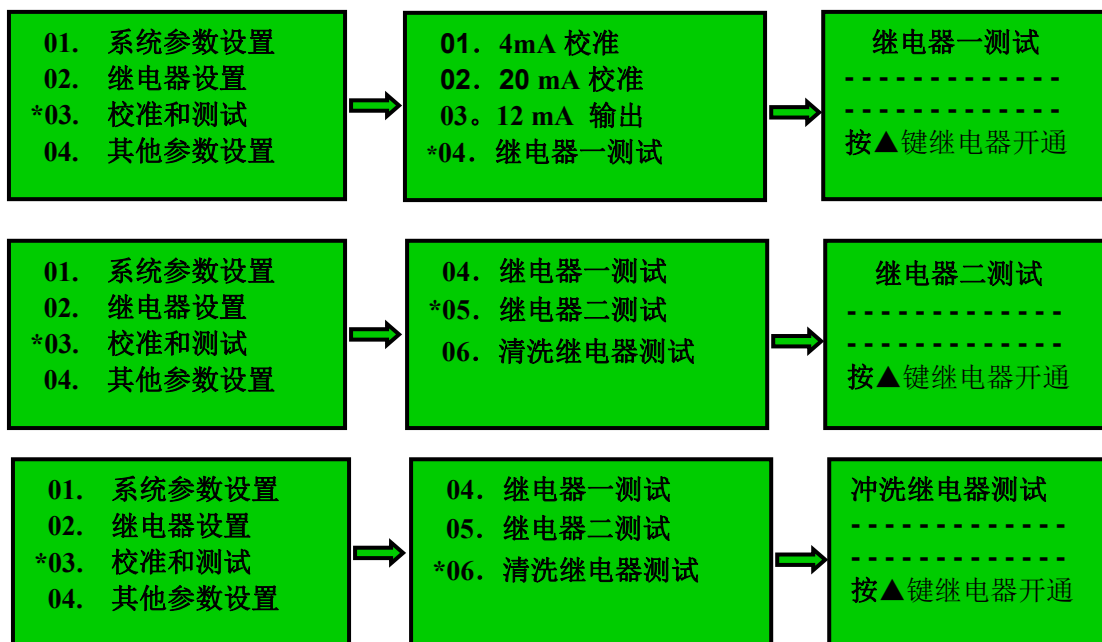 01. 系统参数设置
02. 继电器设置
*03. 校准和测试
04. 其他参数设置
01. 4mA 校准
02. 20 mA 校准
03。12 mA 输出
*04. 继电器一测试
继电器一测试
- - - - - - - - - - - - -
- - - - - - - - - - - - -
按▲键继电器开通
01. 系统参数设置
02. 继电器设置
*03. 校准和测试
04. 其他参数设置
04. 继电器一测试
*05. 继电器二测试
06. 清洗继电器测试
继电器二测试
- - - - - - - - - - - - -
- - - - - - - - - - - - -
按▲键继电器开通
01. 系统参数设置
02. 继电器设置
*03. 校准和测试
04. 其他参数设置
04. 继电器一测试
05. 继电器二测试
*06. 清洗继电器测试
冲洗继电器测试
- - - - - - - - - - - - -
- - - - - - - - - - - - -
按▲键继电器开通